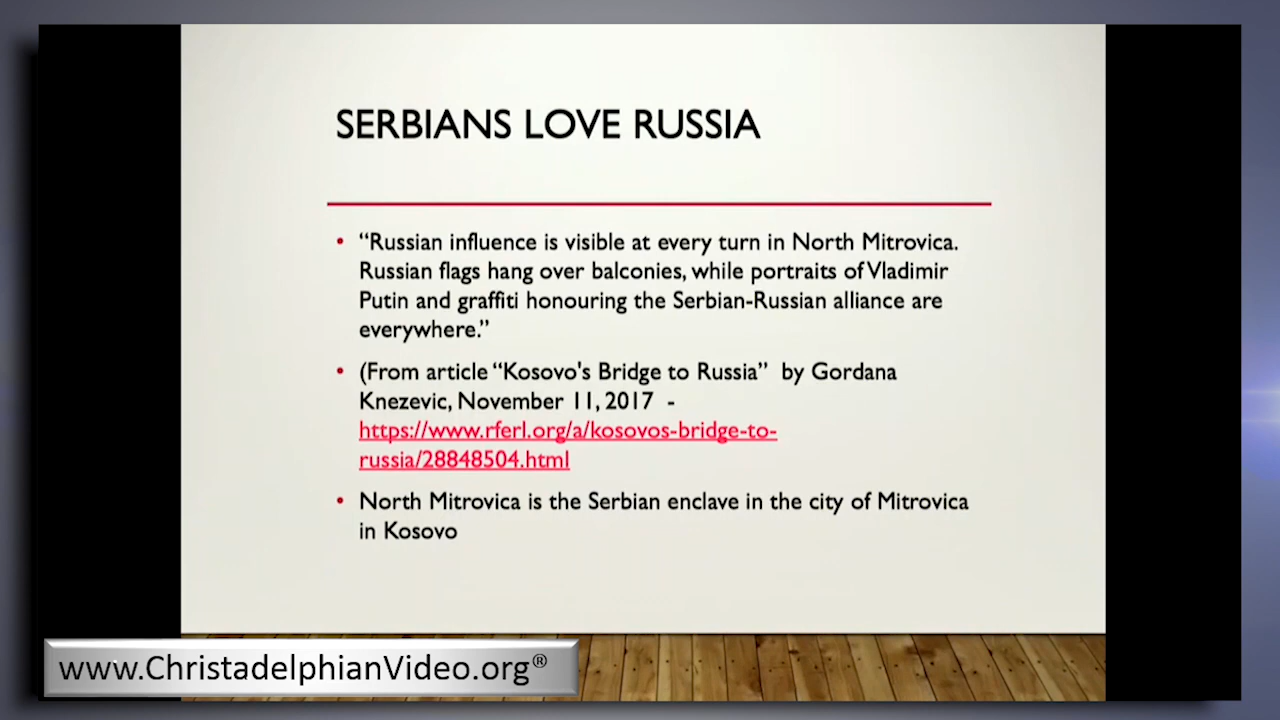 SERBIANS LOVE RUSSIA
• “Russian influence is visible at every turn in North Mitrovica.
Russian flags hang over balconies, while portraits of Vladimir
Putin and graffiti honouring the Serbian-Russian alliance are
everywhere.”
• (From article “Kosovo's Bridge to Russia” by Gordana
Knezevic, November 11, 2017 -
https://www.rferl.org/a/kosovos-bridge-to-
russia/28848504.html
• North Mitrovica is the Serbian enclave in the city of Mitrovica
in Kosovo
www.ChristadelphianVideo.org®